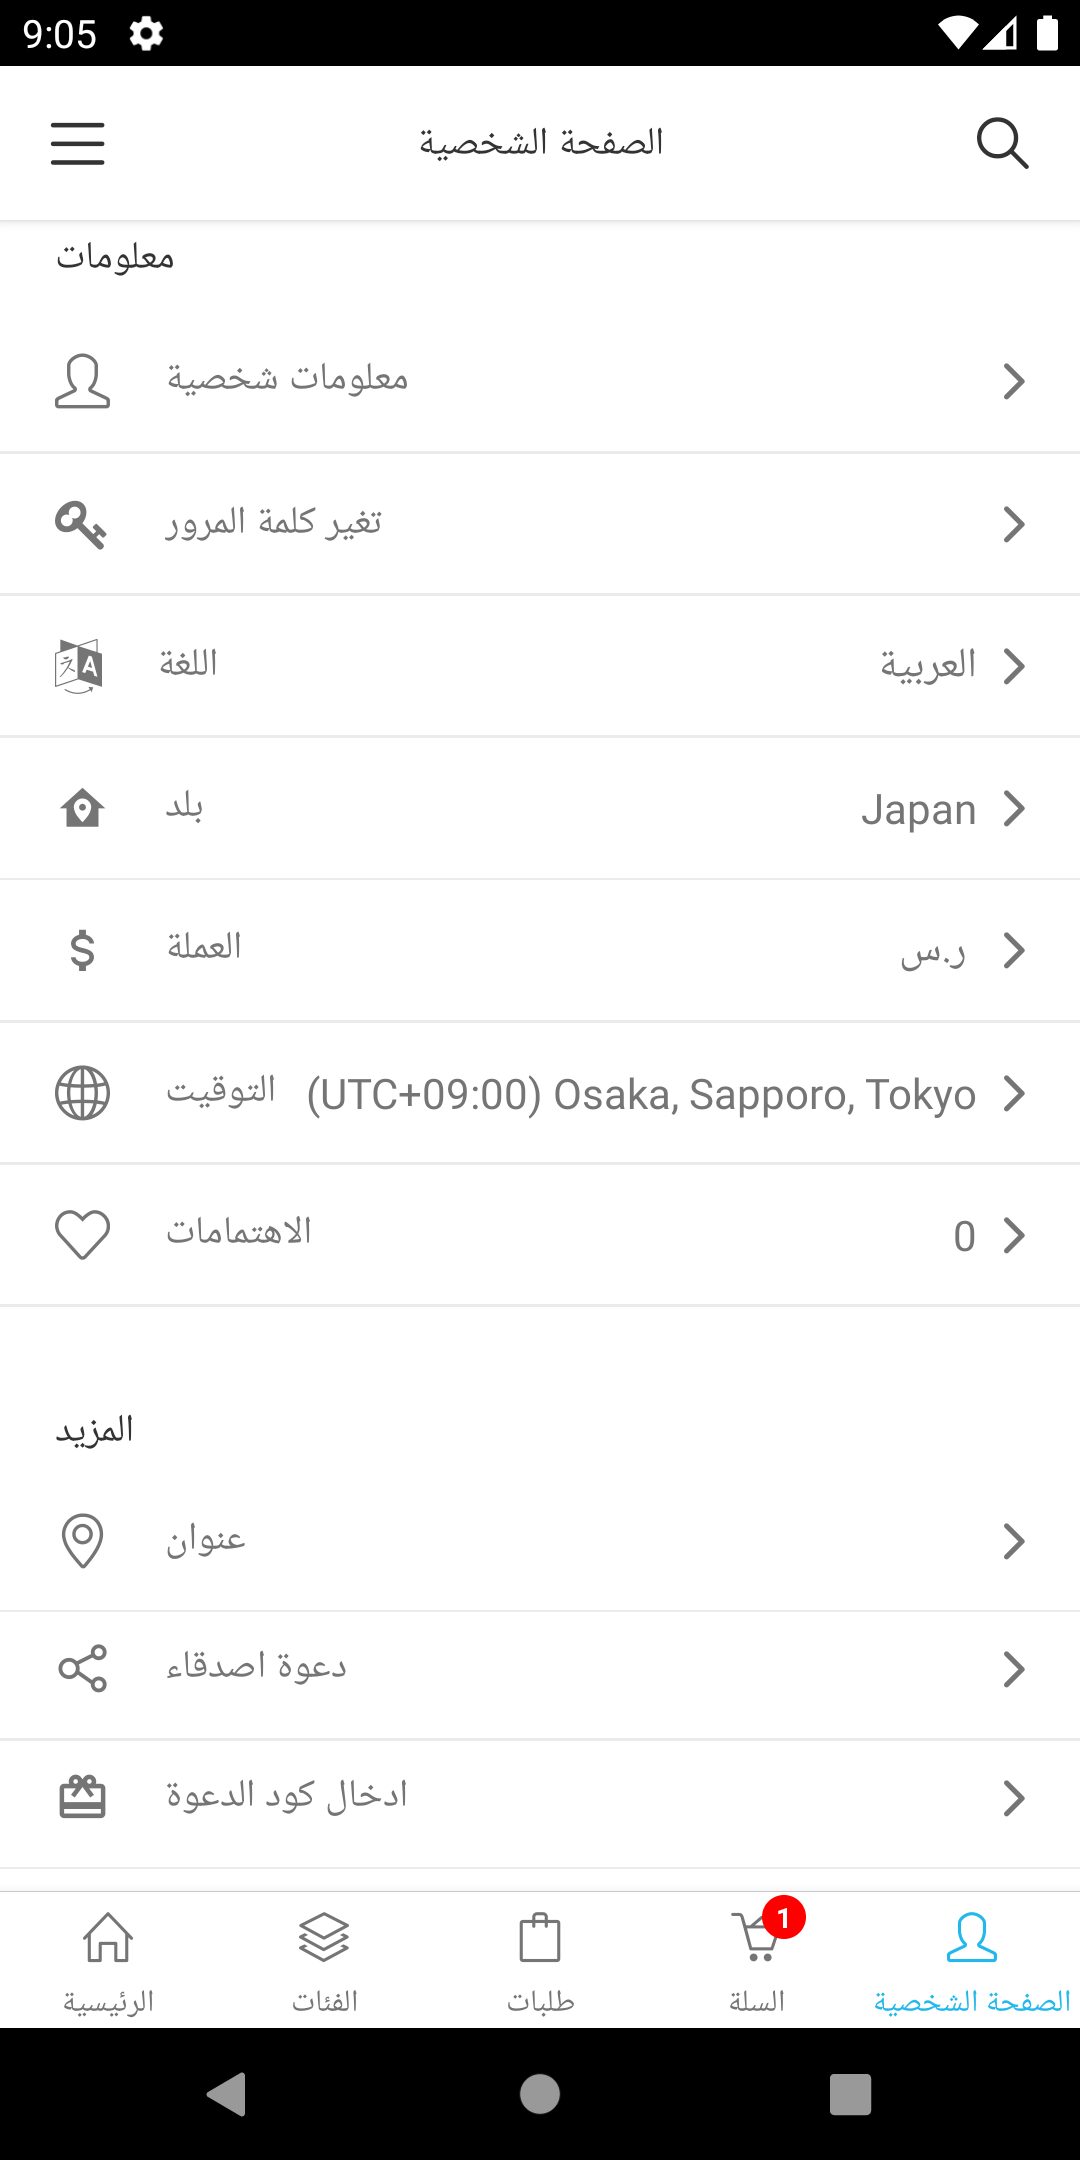 9:05
الصفحة الشخصية
معلومات
معلومات شخصية
تغير كلمة المرور
اللغة
العربية
بلد
Japan
العملة
ر.س
التوقيت
(UTC+09:00) Osaka, Sapporo, Tokyo
الاهتمامات
0
المزيد
عنوان
دعوة اصدقاء
ادخال كود الدعوة
1
الرئيسية
الفئات
طلبات
السلة
الصفحة الشخصية